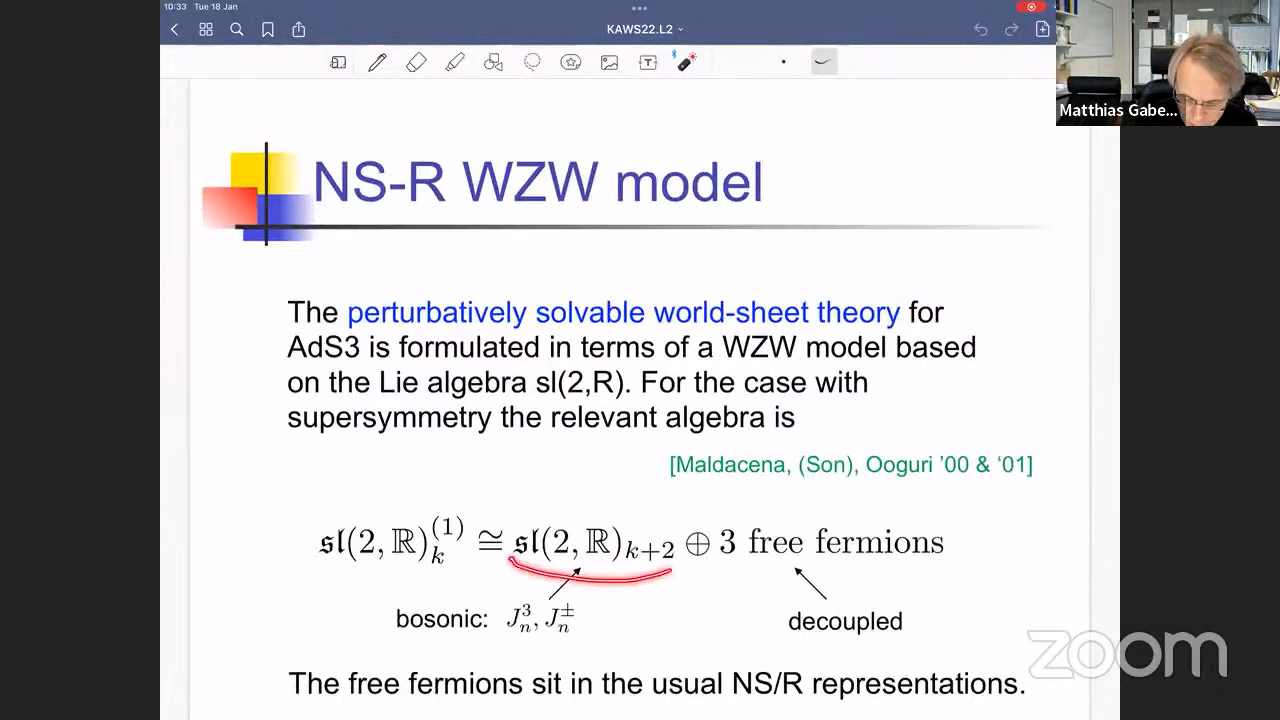 10:33 Tue 18 Jan
KAWS22.L2
Matthias Gabe...
NS-R WZW model
The perturbatively solvable world-sheet theory for
AdS3 is formulated in terms of a WZW model based
on the Lie algebra sl(2,R). For the case with
supersymmetry the relevant algebra is
[Maldacena, (Son), Ooguri '00 & '01]
𝔰𝔩(2,ℝ)_k^{(1)} ≅ 𝔰𝔩(2,ℝ)_{k+2} ⊕ 3 free fermions
bosonic: J_n^3, J_n^±
decoupled
The free fermions sit in the usual NS/R representations.
zoom